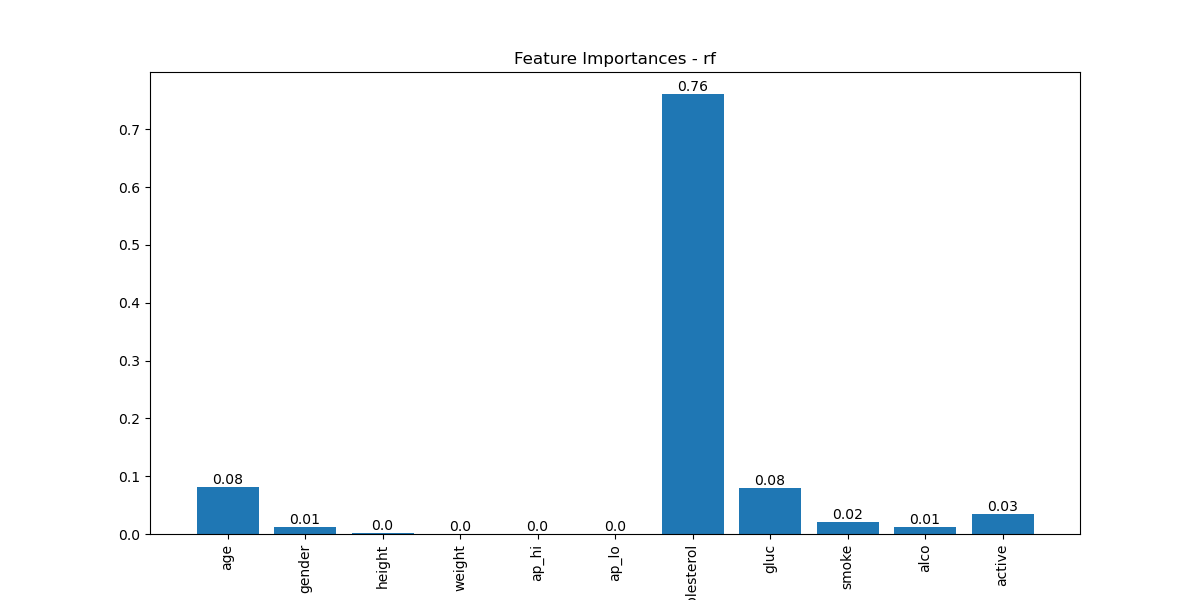 Feature Importances - rf
0.7
0.6
0.5
0.4
0.3
0.2
0.1
0.0
0.08
0.01
0.0
0.0
0.0
0.0
0.76
0.08
0.02
0.01
0.03
age
gender
height
weight
ap_hi
ap_lo
olesterol
gluc
smoke
alco
active